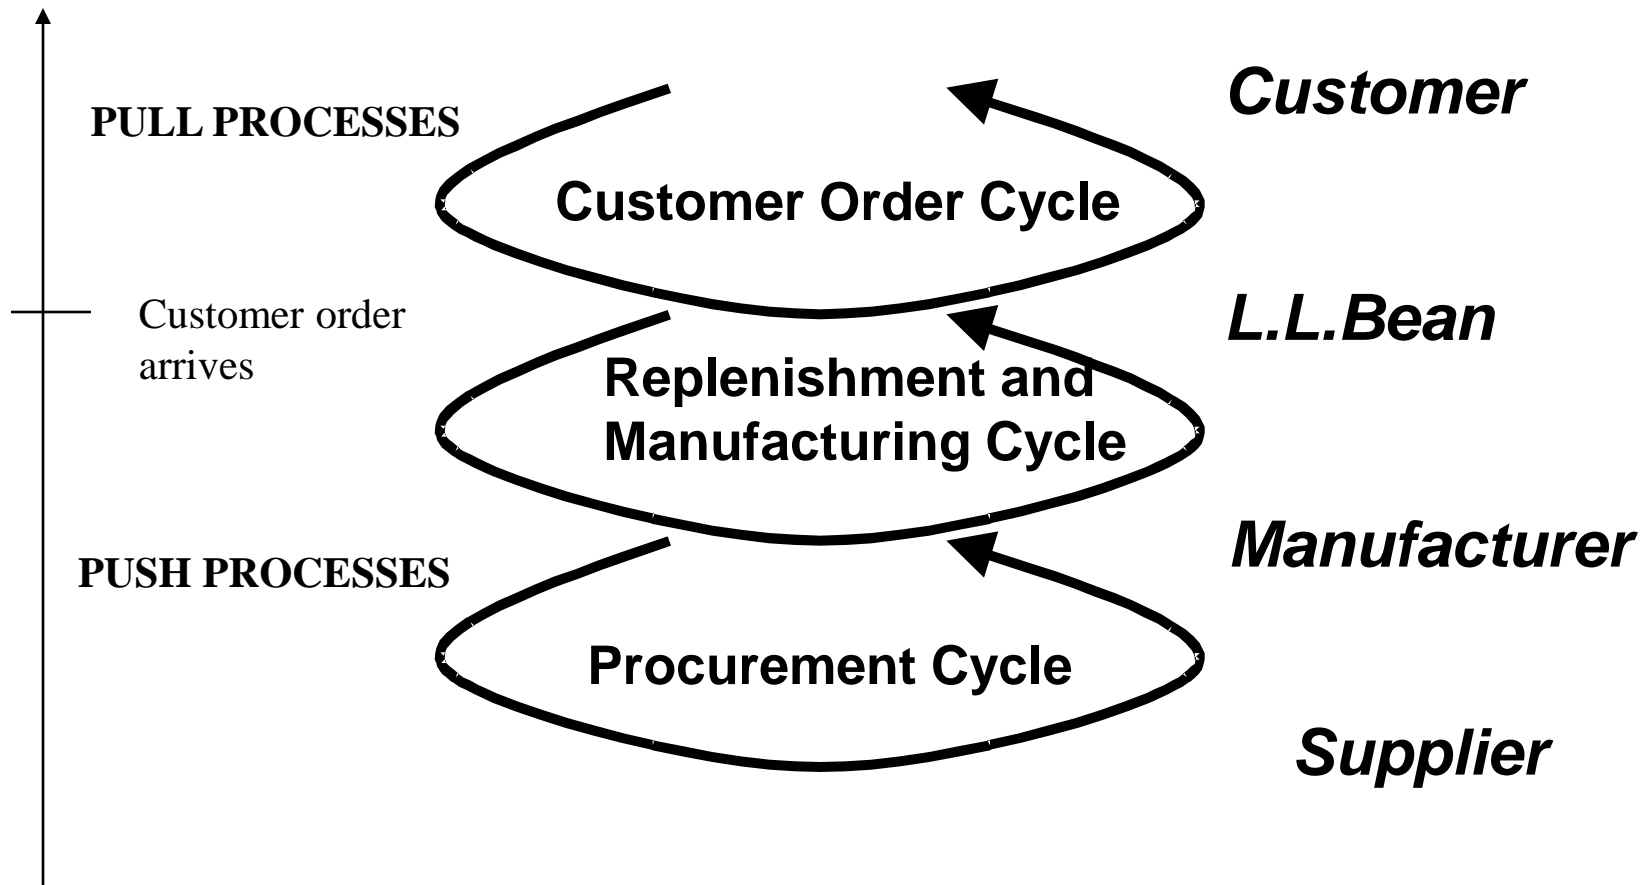 Customer
PULL PROCESSES
Customer Order Cycle
Customer order
arrives
L.L.Bean
Replenishment and
Manufacturing Cycle
Manufacturer
PUSH PROCESSES
Procurement Cycle
Supplier